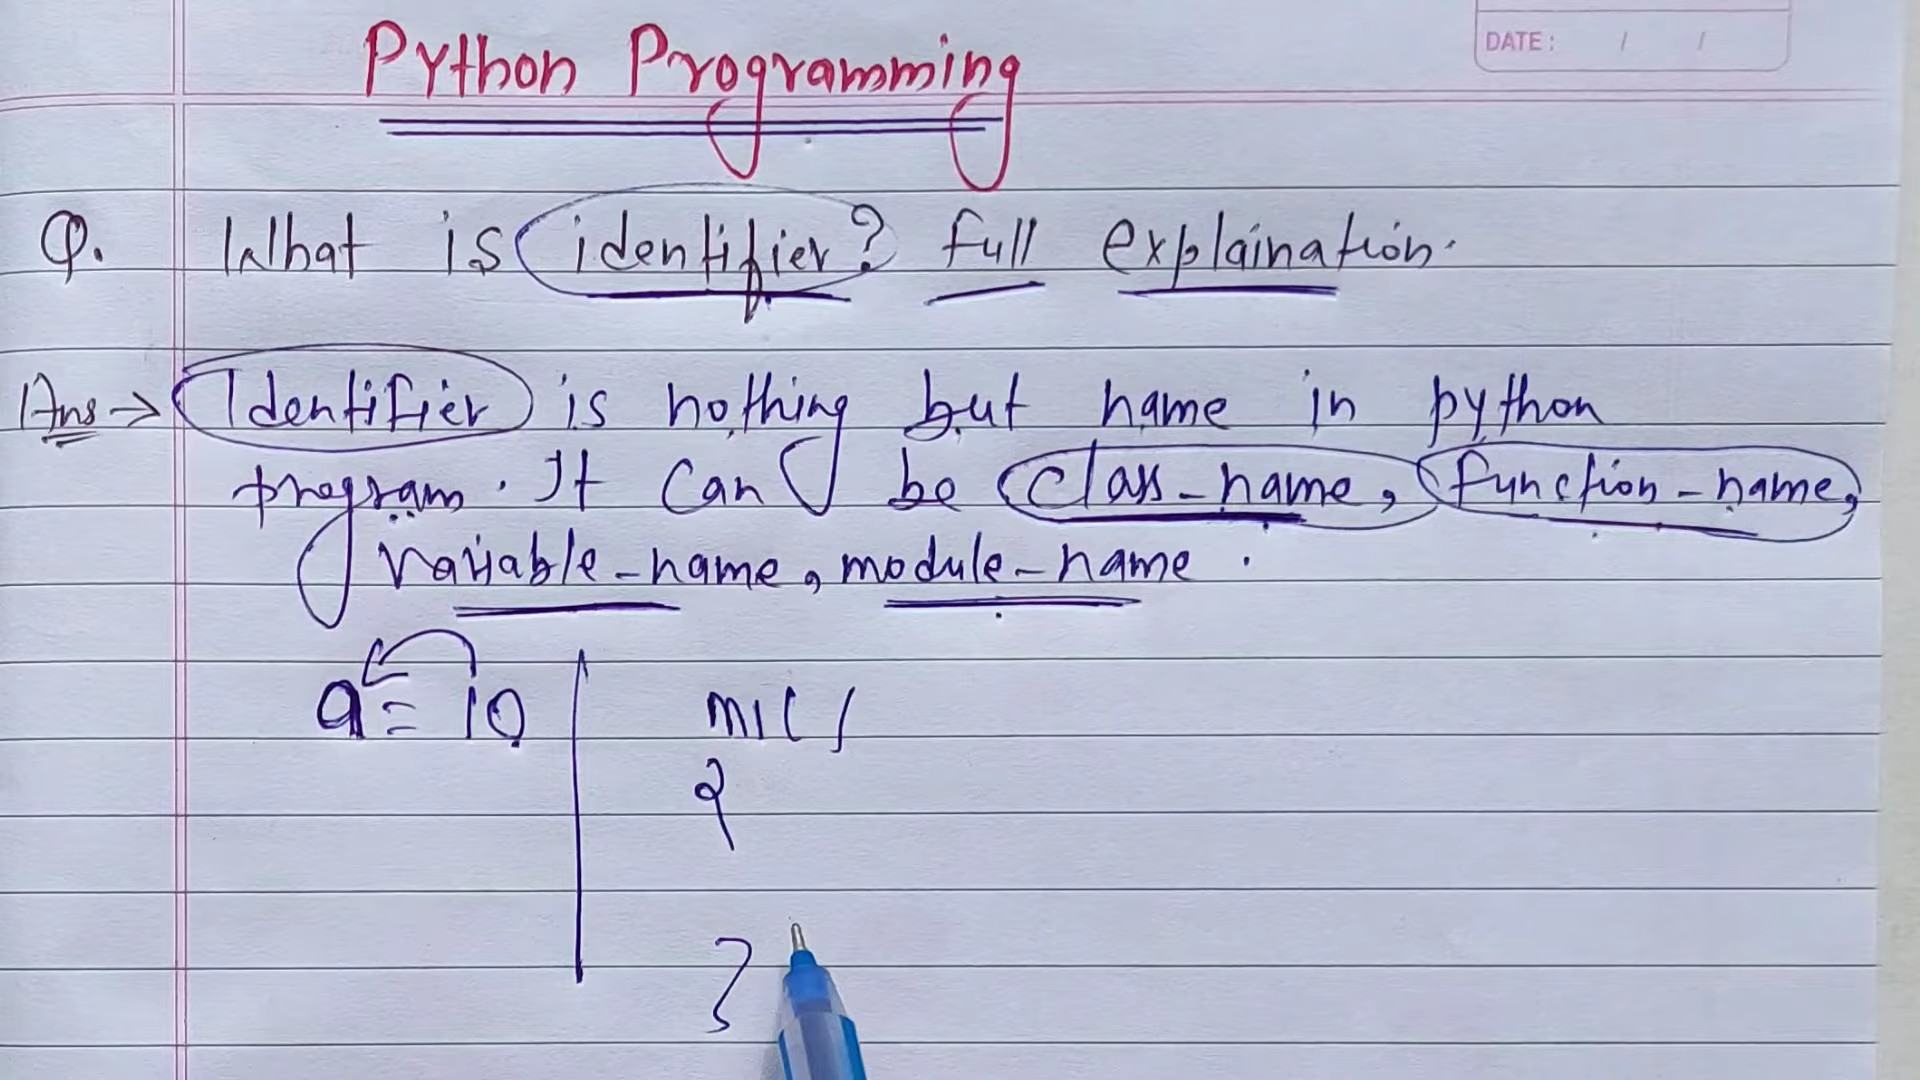 DATE: / /
Python Programming
Q. What is identifier? full explaination.
Ans → Identifier is nothing but name in python
program. It can be class_name, function_name,
variable_name, module_name.
a = 10
m1( )
{
}